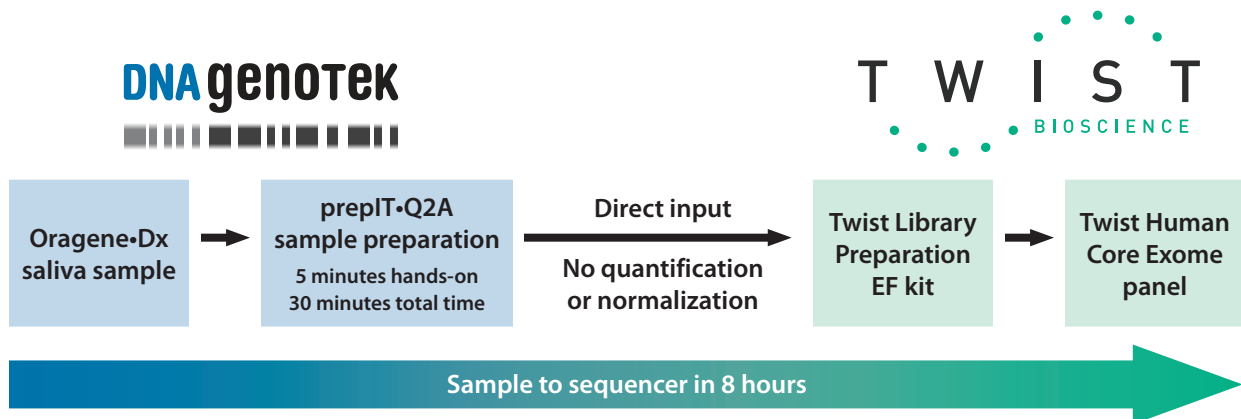 DNAgenotek
TWIST
BIOSCIENCE
Oragene•Dx
saliva sample
prepIT•Q2A
sample preparation
5 minutes hands-on
30 minutes total time
Direct input
No quantification
or normalization
Twist Library
Preparation
EF kit
Twist Human
Core Exome
panel
Sample to sequencer in 8 hours